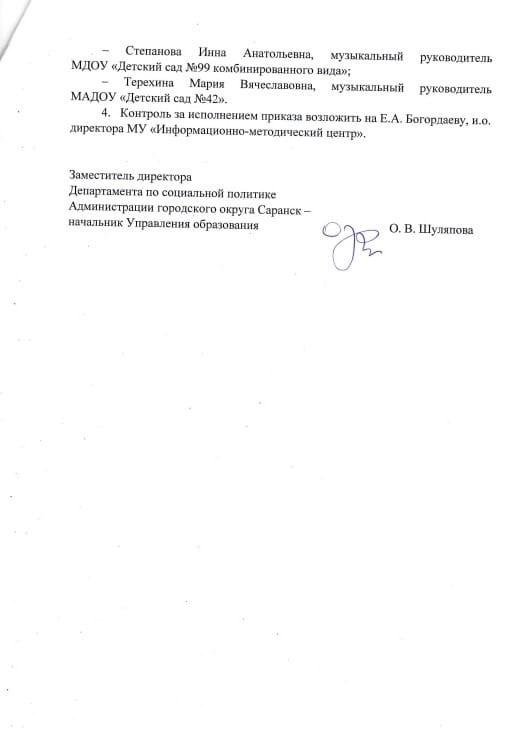 – Степанова Инна Анатольевна, музыкальный руководитель
МДОУ «Детский сад №99 комбинированного вида»;
– Терехина Мария Вячеславовна, музыкальный руководитель
МАДОУ «Детский сад №42».
4. Контроль за исполнением приказа возложить на Е.А. Богордаеву, и.о.
директора МУ «Информационно-методический центр».
Заместитель директора
Департамента по социальной политике
Администрации городского округа Саранск –
начальник Управления образования
О. В. Шуляпова